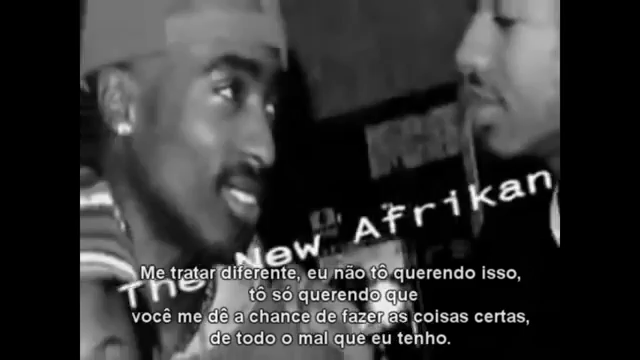 The New Afrikan
Me tratar diferente, eu não tô querendo isso,
tô só querendo que
você me dê a chance de fazer as coisas certas,
de todo o mal que eu tenho.